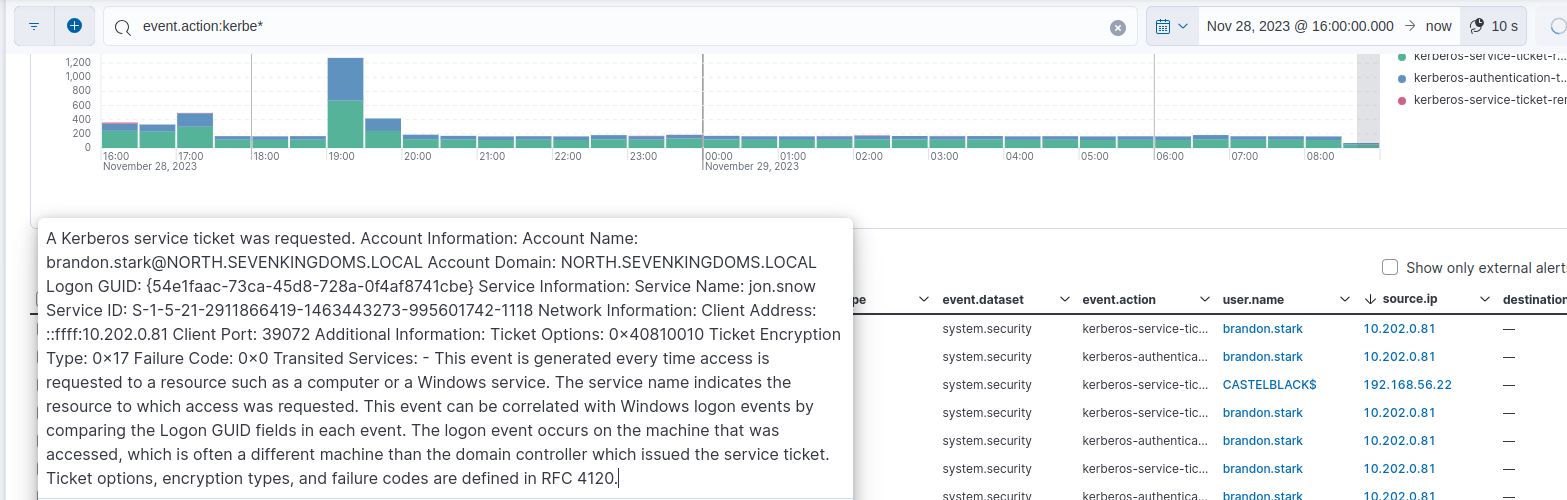 event.action:kerbe*
Nov 28, 2023 @ 16:00:00.000 → now
10 s
1,200
1,000
800
600
400
200
0
16:00 17:00 18:00 19:00 20:00 21:00 22:00 23:00 00:00 01:00 02:00 03:00 04:00 05:00 06:00 07:00 08:00
November 28, 2023 November 29, 2023
kerberos-service-ticket-r...
kerberos-authentication-t...
kerberos-service-ticket-rer
A Kerberos service ticket was requested. Account Information: Account Name:
brandon.stark@NORTH.SEVENKINGDOMS.LOCAL Account Domain: NORTH.SEVENKINGDOMS.LOCAL
Logon GUID: {54e1faac-73ca-45d8-728a-0f4af8741cbe} Service Information: Service Name: jon.snow
Service ID: S-1-5-21-2911866419-1463443273-995601742-1118 Network Information: Client Address:
::ffff:10.202.0.81 Client Port: 39072 Additional Information: Ticket Options: 0×40810010 Ticket Encryption
Type: 0×17 Failure Code: 0×0 Transited Services: - This event is generated every time access is
requested to a resource such as a computer or a Windows service. The service name indicates the
resource to which access was requested. This event can be correlated with Windows logon events by
comparing the Logon GUID fields in each event. The logon event occurs on the machine that was
accessed, which is often a different machine than the domain controller which issued the service ticket.
Ticket options, encryption types, and failure codes are defined in RFC 4120.
Show only external alert
pe event.dataset event.action user.name source.ip destination
system.security kerberos-service-tic... brandon.stark 10.202.0.81 —
system.security kerberos-authentica... brandon.stark 10.202.0.81 —
system.security kerberos-service-tic... CASTELBLACK$ 192.168.56.22 —
system.security kerberos-service-tic... brandon.stark 10.202.0.81 —
system.security kerberos-authentica... brandon.stark 10.202.0.81 —
system.security kerberos-service-tic... brandon.stark 10.202.0.81 —
system.security kerberos-authentica... brandon.stark 10.202.0.81 —